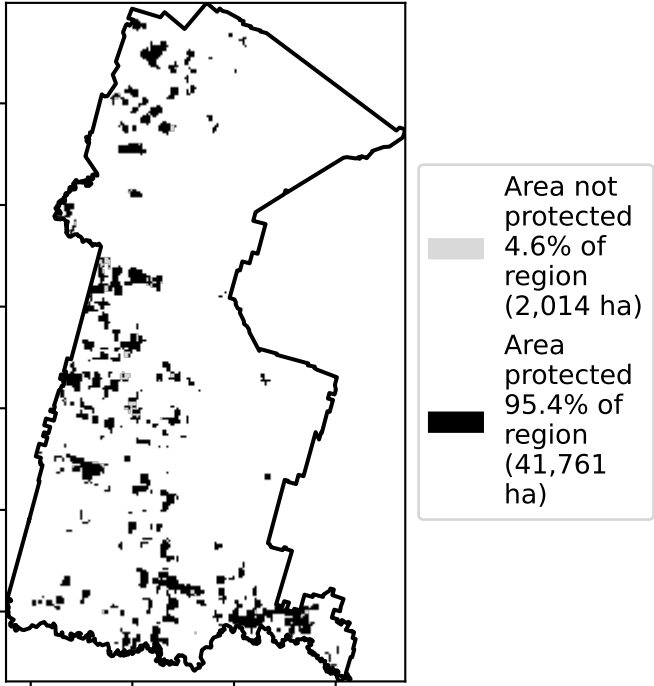 Area not
protected
4.6% of
region
(2,014 ha)
Area
protected
95.4% of
region
(41,761
ha)